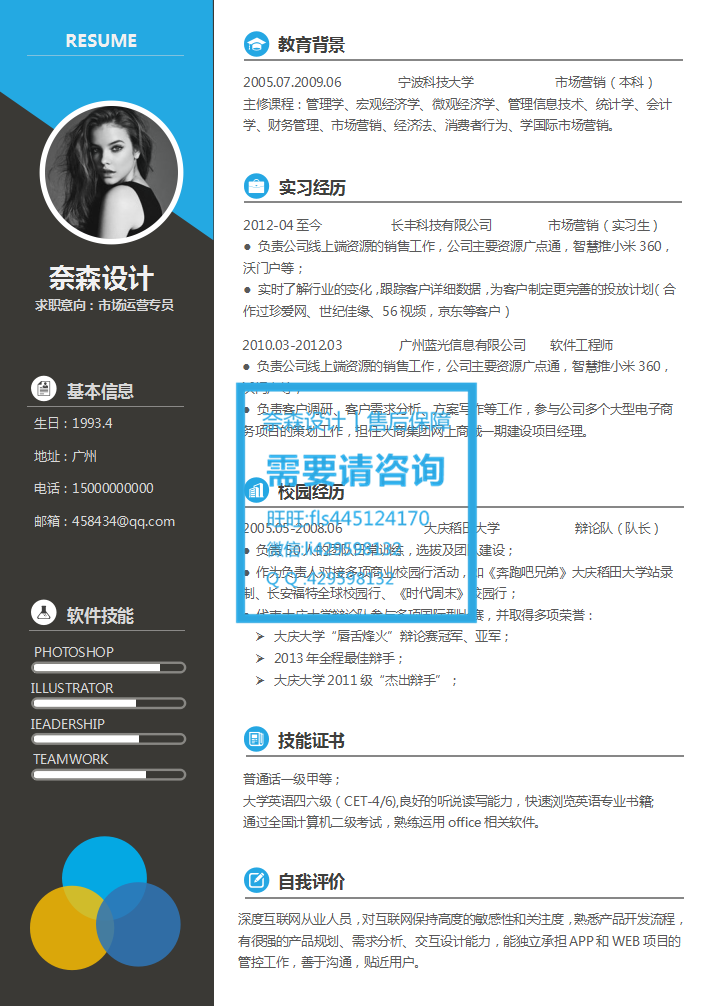 RESUME
奈森设计
求职意向：市场运营专员
基本信息
生日：1993.4
地址：广州
电话：15000000000
邮箱：458434@qq.com
软件技能
PHOTOSHOP
ILLUSTRATOR
IEADERSHIP
TEAMWORK
教育背景
2005.07.2009.06 宁波科技大学 市场营销（本科）
主修课程：管理学、宏观经济学、微观经济学、管理信息技术、统计学、会计
学、财务管理、市场营销、经济法、消费者行为、学国际市场营销。
实习经历
2012-04 至今 长丰科技有限公司 市场营销（实习生）
● 负责公司线上端资源的销售工作，公司主要资源广点通，智慧推小米 360，
沃门户等；
● 实时了解行业的变化，跟踪客户详细数据，为客户制定更完善的投放计划（合
作过珍爱网、世纪佳缘、56 视频，京东等客户）
2010.03-2012.03 广州蓝光信息有限公司 软件工程师
● 负责公司线上端资源的销售工作，公司主要资源广点通，智慧推小米 360，
● 负责客户调研、客户需求分析、方案写作等工作，参与公司多个大型电子商
务项目的策划工作，担任大商集团网上商城一期建设项目经理。
奈森设计丨售后保障
需要请咨询
旺旺:fls445124170
QQ:429598132
校园经历
2005.05-2008.06 大庆稻田大学 辩论队（队长）
● 负责 50 人的团队日常训练，选拔及团队建设；
● 作为负责人对接多项商业校园行活动，如《奔跑吧兄弟》大庆稻田大学站录
制、长安福特全球校园行、《时代周末》校园行；
● 代表大庆大学辩论队参与多项国际型比赛，并取得多项荣誉：
➢ 大庆大学“唇舌烽火”辩论赛冠军、亚军；
➢ 2013 年全程最佳辩手；
➢ 大庆大学 2011 级“杰出辩手”；
技能证书
普通话一级甲等；
大学英语四六级（CET-4/6),良好的听说读写能力，快速浏览英语专业书籍;
通过全国计算机二级考试，熟练运用 office 相关软件。
自我评价
深度互联网从业人员，对互联网保持高度的敏感性和关注度，熟悉产品开发流程，
有很强的产品规划、需求分析、交互设计能力，能独立承担 APP 和 WEB 项目的
管控工作，善于沟通，贴近用户。